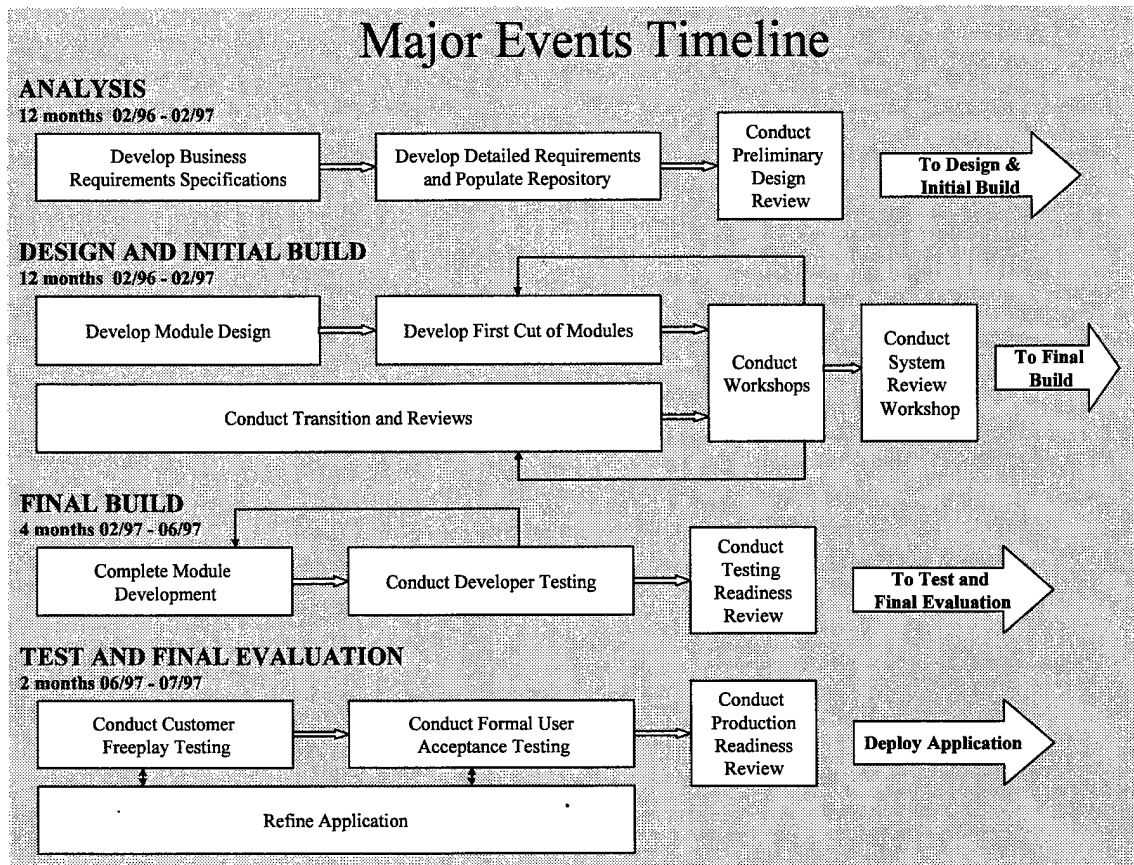 Major Events Timeline
ANALYSIS
12 months 02/96 - 02/97
Develop Business
Requirements Specifications
Develop Detailed Requirements
and Populate Repository
Conduct
Preliminary
Design
Review
To Design &
Initial Build
DESIGN AND INITIAL BUILD
12 months 02/96 - 02/97
Develop Module Design
Develop First Cut of Modules
Conduct Transition and Reviews
Conduct
Workshops
Conduct
System
Review
Workshop
To Final
Build
FINAL BUILD
4 months 02/97 - 06/97
Complete Module
Development
Conduct Developer Testing
Conduct
Testing
Readiness
Review
To Test and
Final Evaluation
TEST AND FINAL EVALUATION
2 months 06/97 - 07/97
Conduct Customer
Freeplay Testing
Conduct Formal User
Acceptance Testing
Conduct
Production
Readiness
Review
Deploy Application
Refine Application